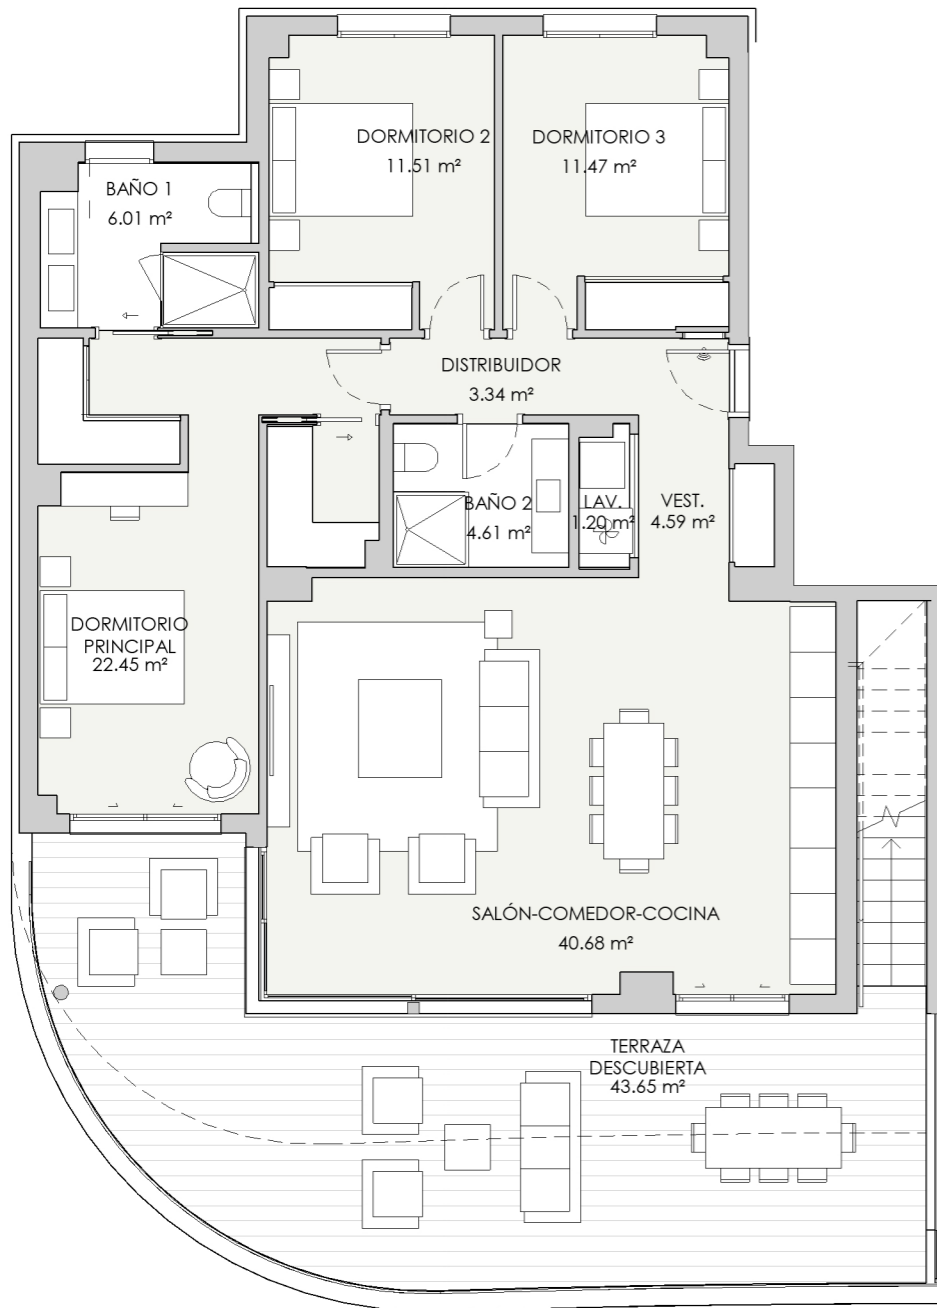 DORMITORIO 2
11.51 m²
DORMITORIO 3
11.47 m²
BAÑO 1
6.01 m²
DISTRIBUIDOR
3.34 m²
BAÑO 2
4.61 m²
LAV.
1.20 m²
VEST.
4.59 m²
DORMITORIO
PRINCIPAL
22.45 m²
SALÓN-COMEDOR-COCINA
40.68 m²
TERRAZA
DESCUBIERTA
43.65 m²